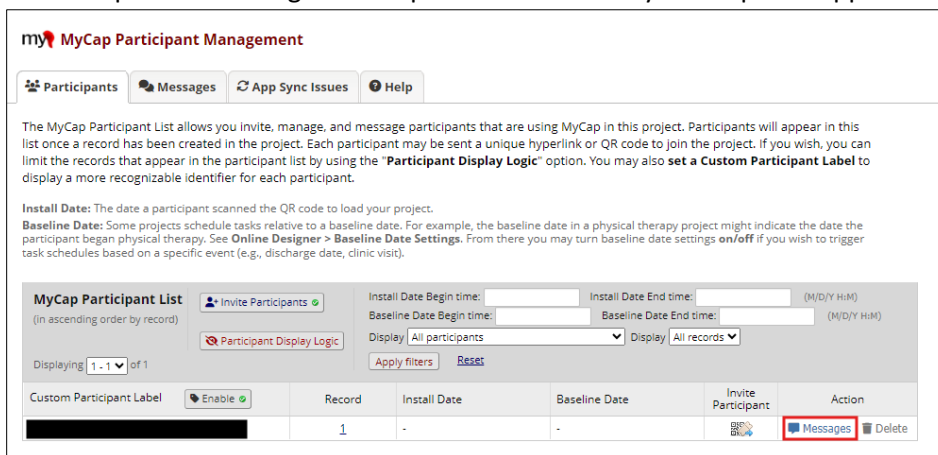 MyCap Participant Management
Participants Messages App Sync Issues Help
The MyCap Participant List allows you invite, manage, and message participants that are using MyCap in this project. Participants will appear in this
list once a record has been created in the project. Each participant may be sent a unique hyperlink or QR code to join the project. If you wish, you can
limit the records that appear in the participant list by using the "Participant Display Logic" option. You may also set a Custom Participant Label to
display a more recognizable identifier for each participant.
Install Date: The date a participant scanned the QR code to load your project.
Baseline Date: Some projects schedule tasks relative to a baseline date. For example, the baseline date in a physical therapy project might indicate the date the
participant began physical therapy. See Online Designer > Baseline Date Settings. From there you may turn baseline date settings on/off if you wish to trigger
task schedules based on a specific event (e.g., discharge date, clinic visit).
MyCap Participant List
(in ascending order by record)
Displaying 1 - 1 of 1
Invite Participants
Participant Display Logic
Install Date Begin time: Install Date End time: (M/D/Y H:M)
Baseline Date Begin time: Baseline Date End time: (M/D/Y H:M)
Display All participants Display All records
Apply filters Reset
Custom Participant Label Enable Record Install Date Baseline Date Invite Participant Action
1 - - Messages Delete